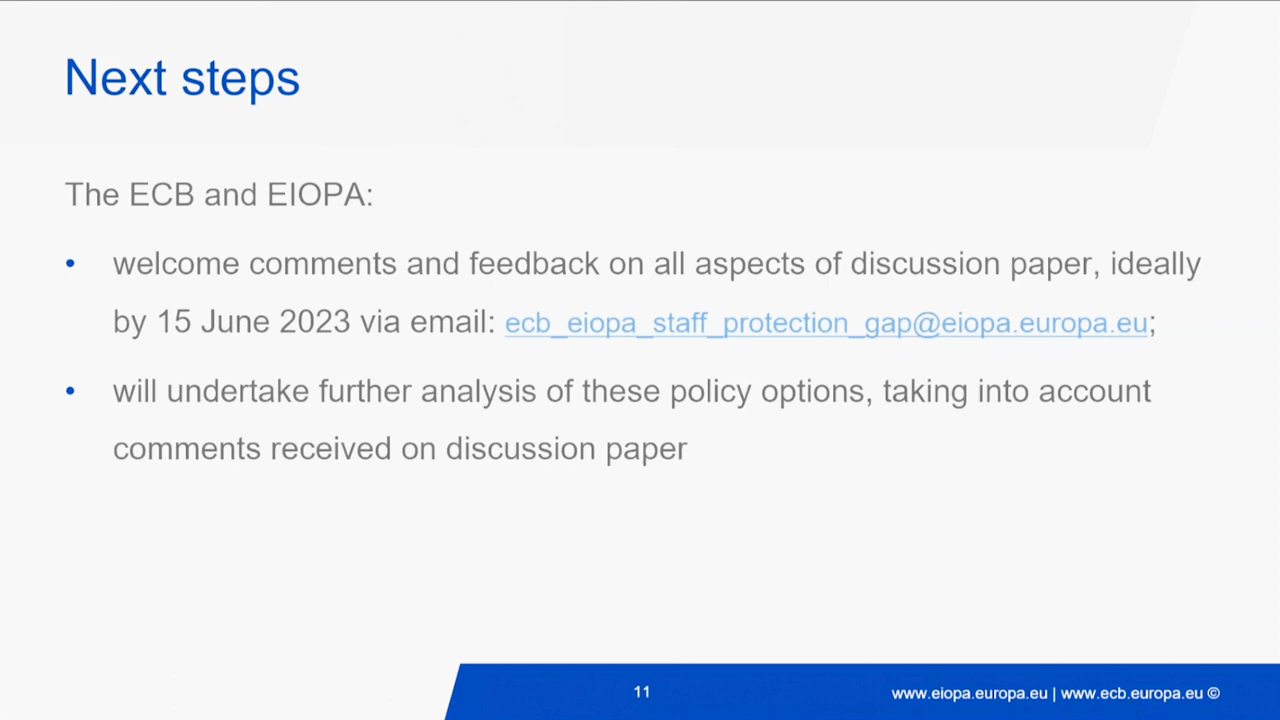 Next steps
The ECB and EIOPA:
• welcome comments and feedback on all aspects of discussion paper, ideally
by 15 June 2023 via email: ecb_eiopa_staff_protection_gap@eiopa.europa.eu;
• will undertake further analysis of these policy options, taking into account
comments received on discussion paper
11
www.eiopa.europa.eu | www.ecb.europa.eu ©